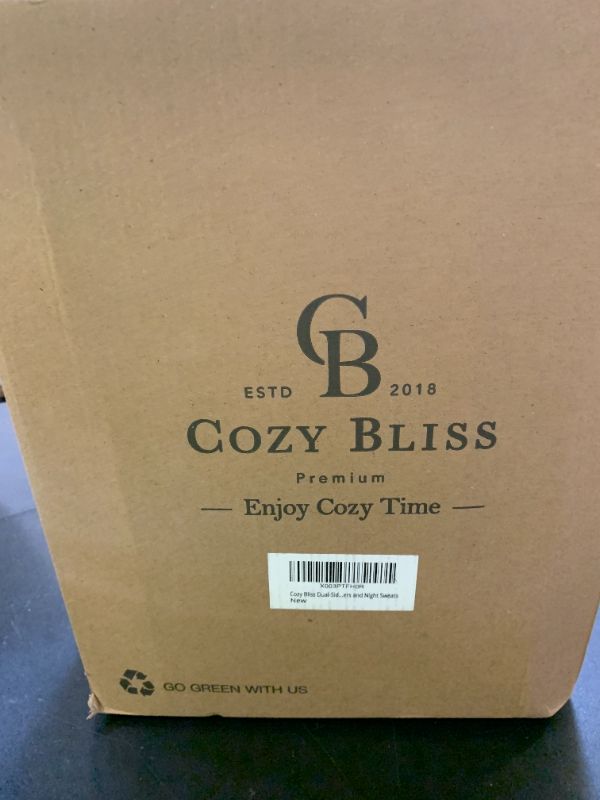 CB
ESTD 2018
COZY BLISS
Premium
— Enjoy Cozy Time —
X003PTFH0R
Cozy Bliss Dual-Sid...ers and Night Sweats
New
GO GREEN WITH US